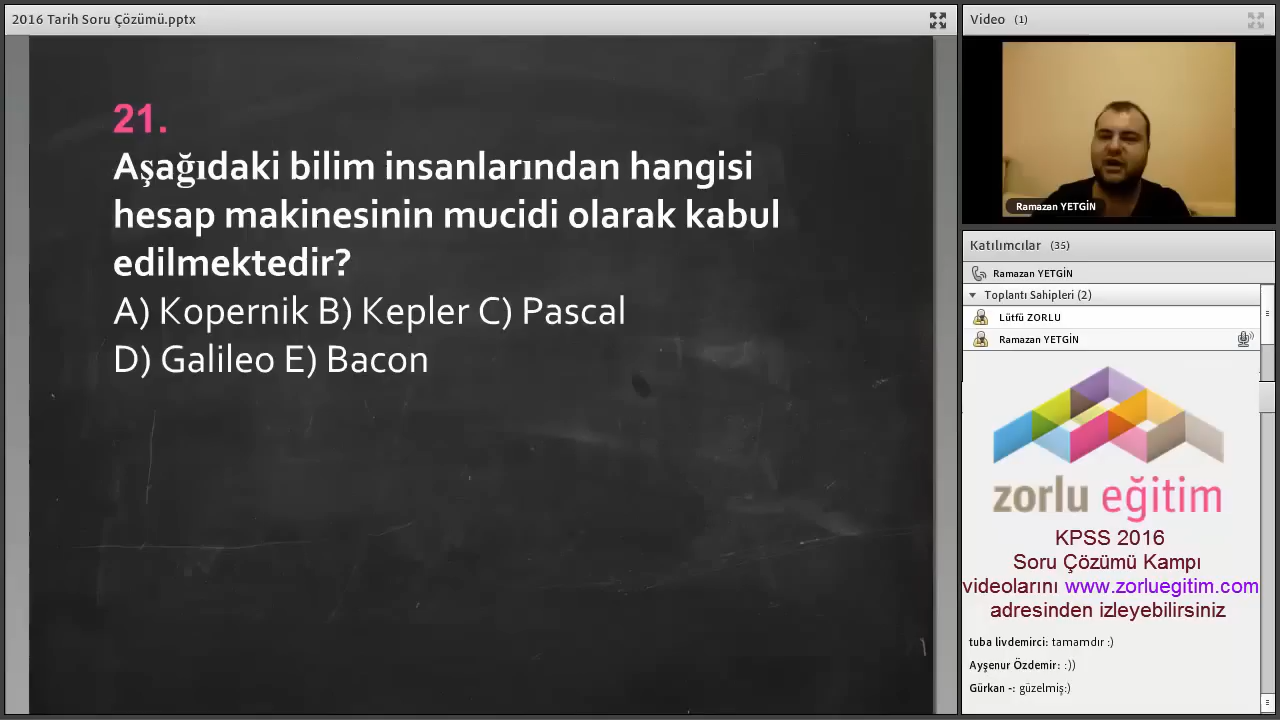 2016 Tarih Soru Çözümü.pptx
21.
Aşağıdaki bilim insanlarından hangisi
hesap makinesinin mucidi olarak kabul
edilmektedir?
A) Kopernik B) Kepler C) Pascal
D) Galileo E) Bacon
Video (1)
Ramazan YETGİN
Katılımcılar (35)
Ramazan YETGİN
Toplantı Sahipleri (2)
Lütfü ZORLU
Ramazan YETGİN
zorlu eğitim
KPSS 2016
Soru Çözümü Kampı
videolarını www.zorluegitim.com
adresinden izleyebilirsiniz
tuba livdemirci: tamamdır :)
Ayşenur Özdemir: :))
Gürkan -: güzelmiş:)